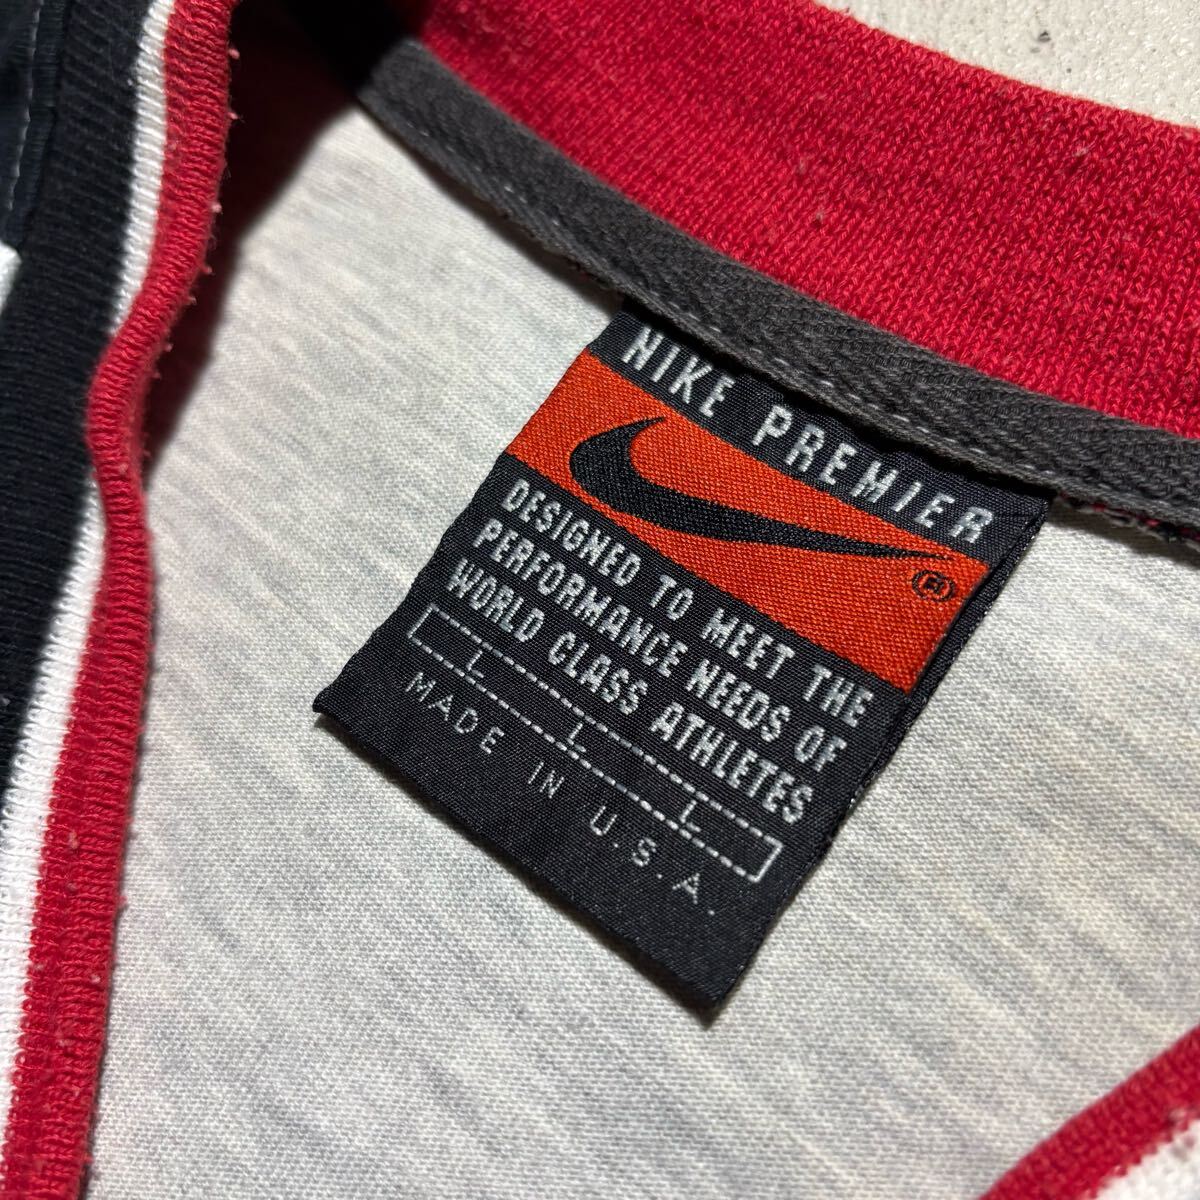 NIKE PREMIER
®
DESIGNED TO MEET THE
PERFORMANCE NEEDS OF
WORLD CLASS ATHLETES
L L L
MADE IN U.S.A.